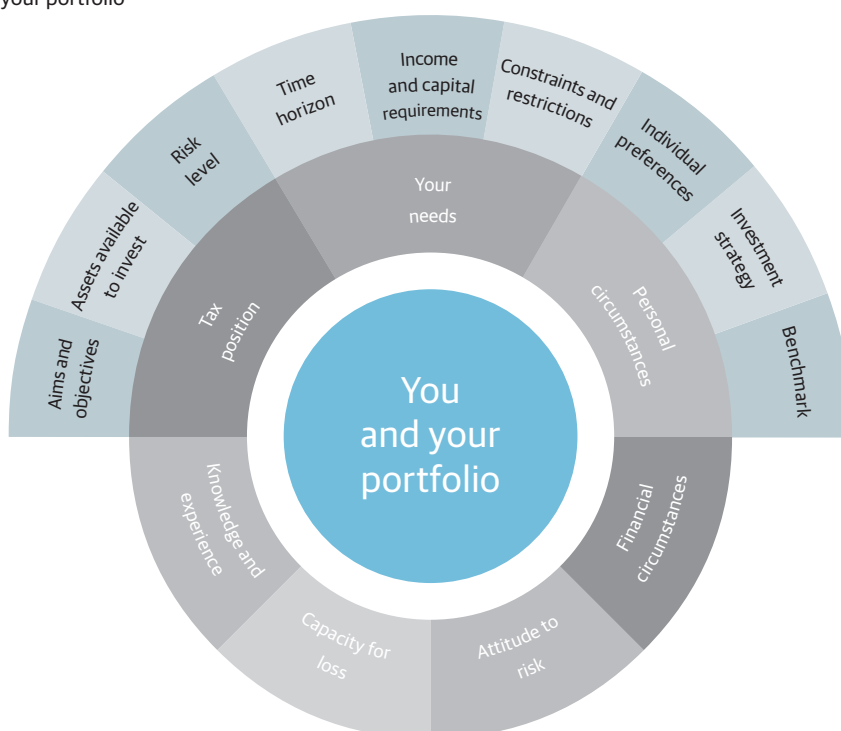 your portfolio
Aims and
objectives
Assets available
to invest
Risk
level
Time
horizon
Income
and capital
requirements
Constraints and
restrictions
Individual
preferences
Investment
strategy
Benchmark
Tax
position
Your
needs
Personal
circumstances
Financial
circumstances
Attitude to
risk
Capacity for
loss
Knowledge and
experience
You
and your
portfolio